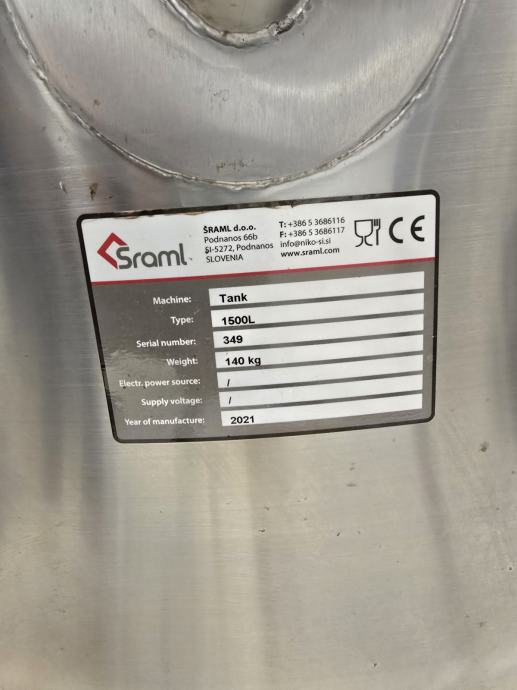 Šraml
ŠRAML d.o.o.
Podnanos 66b
SI-5272, Podnanos
SLOVENIA
T: +386 5 3686116
F: +386 5 3686117
info@niko-si.si
www.sraml.com
CE
Machine: Tank
Type: 1500L
Serial number: 349
Weight: 140 kg
Electr. power source: /
Supply voltage: /
Year of manufacture: 2021